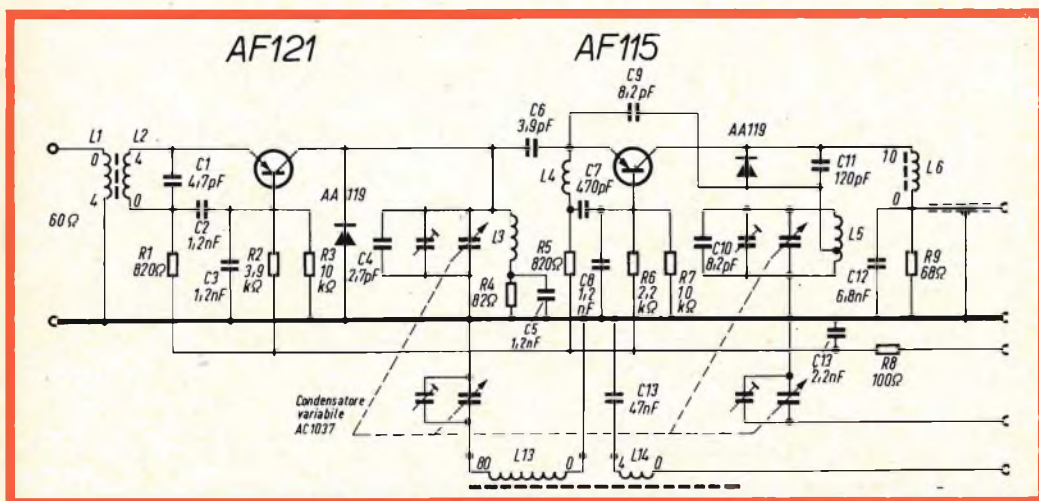 AF121
AF115
C9
8,2pF
C6
3,9pF
AA119
L1
0
4
L2
4
0
C1
4,7pF
C2
1,2nF
60Ω
R1
820Ω
C3
1,2nF
R2
3,9
kΩ
R3
10
kΩ
AA119
C4
2,7pF
L3
R4
82Ω
C5
1,2nF
L4
C7
470pF
R5
820Ω
C8
1,2
nF
R6
2,2
kΩ
R7
10
kΩ
C10
8,2pF
C11
120pF
L5
10
0
L6
C12
6,8nF
R9
68Ω
C13
2,2nF
R8
100Ω
Condensatore
variabile
AC1037
C13
47nF
80
L13
0
4
L14
0